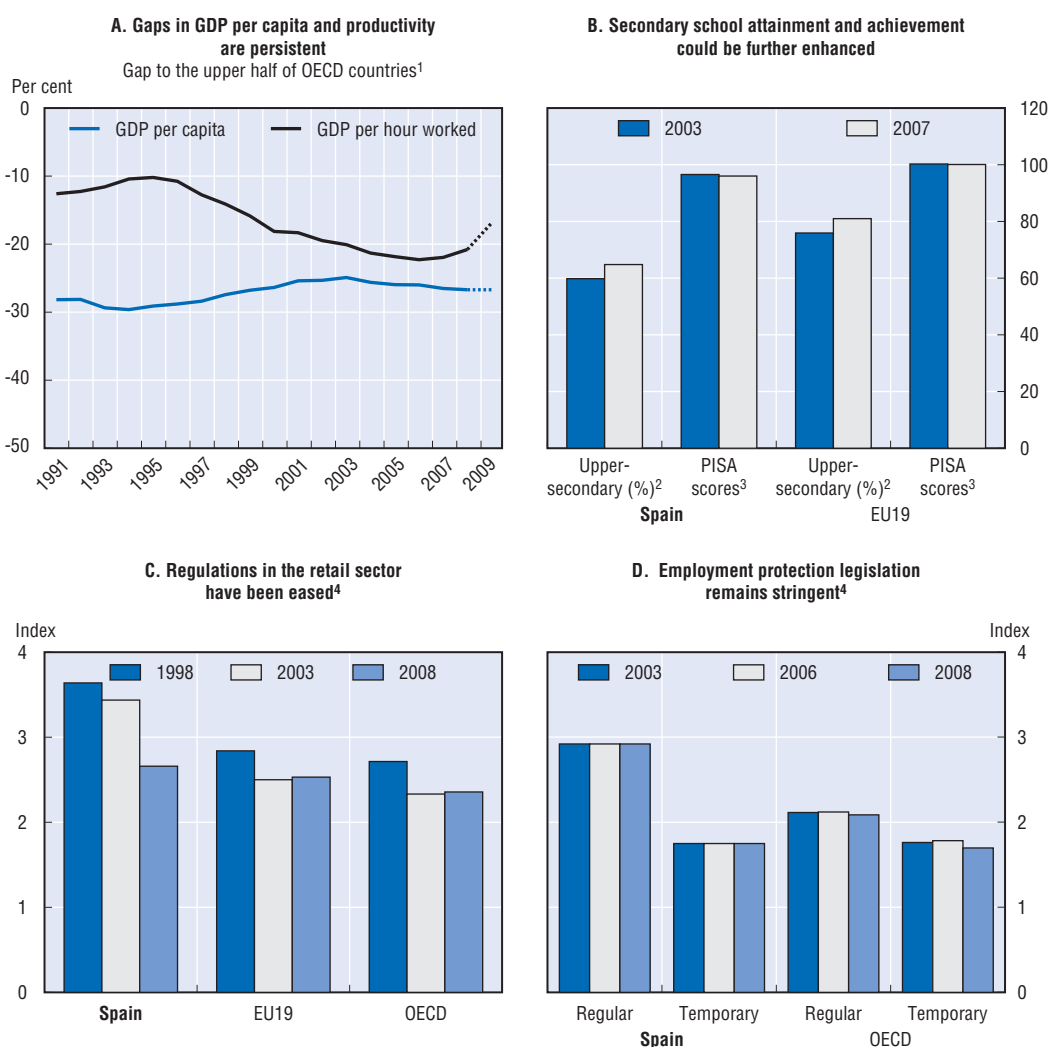 A. Gaps in GDP per capita and productivity
are persistent
Gap to the upper half of OECD countries1
Per cent
0
-10
-20
-30
-40
-50
GDP per capita
GDP per hour worked
1991
1993
1995
1997
1999
2001
2003
2005
2007
2009
B. Secondary school attainment and achievement
could be further enhanced
2003
2007
120
100
80
60
40
20
0
Upper-
secondary (%)2
PISA
scores3
Upper-
secondary (%)2
PISA
scores3
Spain
EU19
C. Regulations in the retail sector
have been eased4
Index
4
3
2
1
0
1998
2003
2008
Spain
EU19
OECD
D. Employment protection legislation
remains stringent4
Index
4
3
2
1
0
2003
2006
2008
Regular
Temporary
Regular
Temporary
Spain
OECD